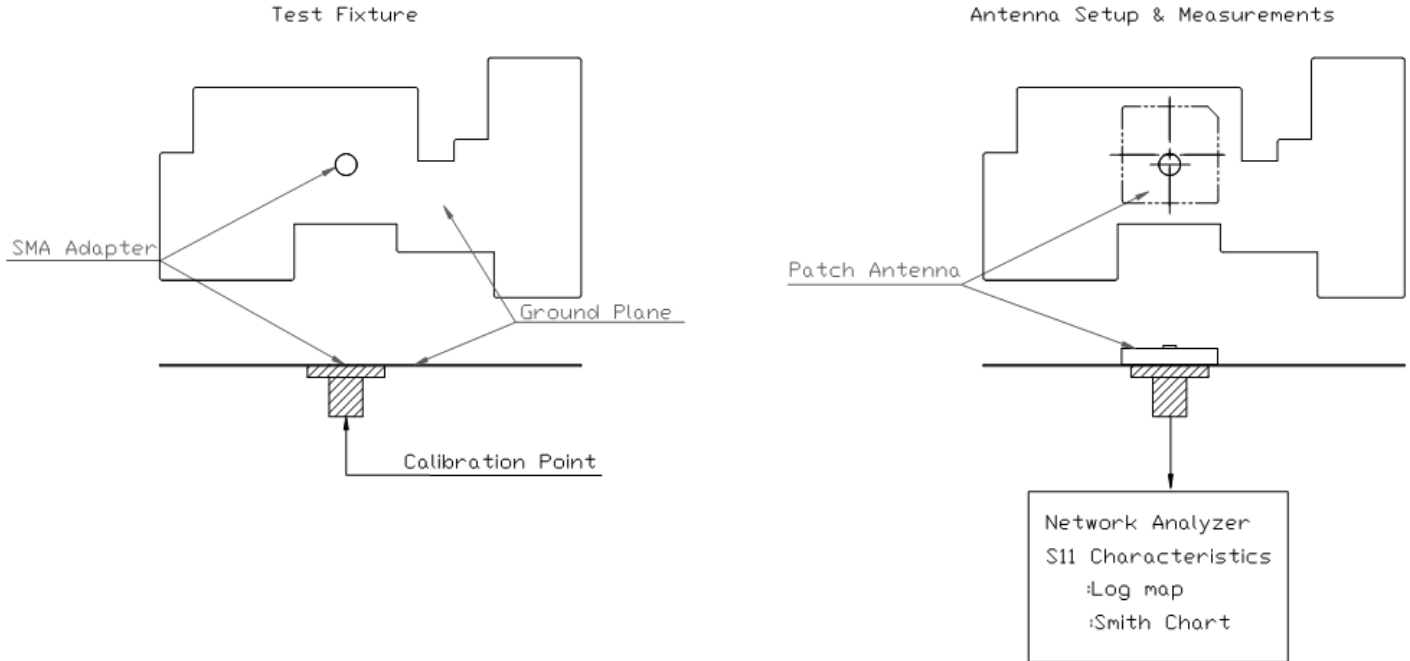 Test Fixture
Antenna Setup & Measurements
SMA Adapter
Ground Plane
Patch Antenna
Calibration Point
Network Analyzer
S11 Characteristics
:Log map
:Smith Chart